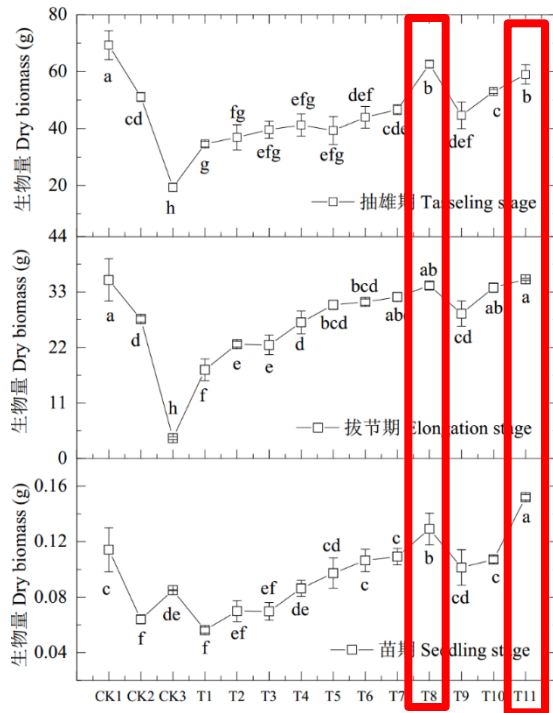 生物量 Dry biomass (g)
80
60
40
20
a
cd
h
g
fg
efg
efg
efg
def
cde
b
def
c
b
抽雄期 Tasseling stage
生物量 Dry biomass (g)
44
33
22
11
0
a
d
h
f
e
e
d
bcd
bcd
abc
ab
cd
ab
a
拔节期 Elongation stage
生物量 Dry biomass (g)
0.16
0.12
0.08
0.04
c
f
de
f
ef
ef
de
cd
c
c
b
cd
c
a
苗期 Seedling stage
CK1 CK2 CK3 T1 T2 T3 T4 T5 T6 T7 T8 T9 T10 T11